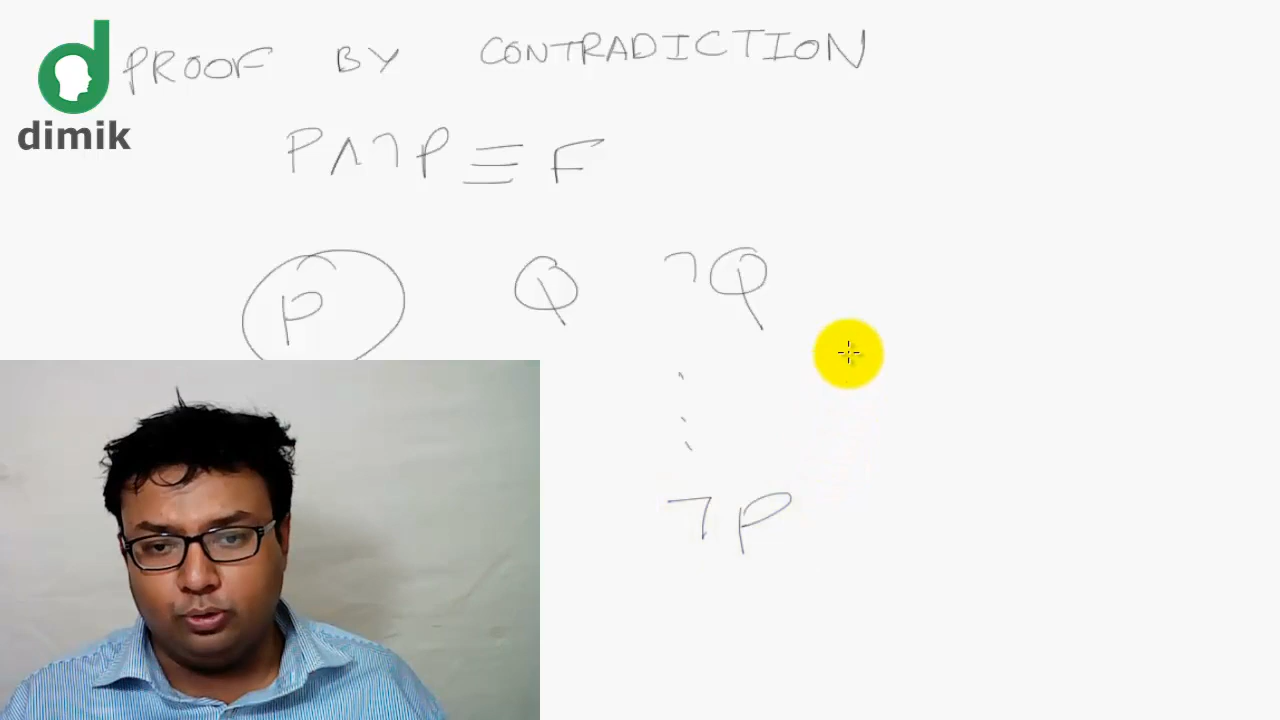 dimik
PROOF BY CONTRADICTION
P∧¬P ≡ F
P Q ¬Q
¬P